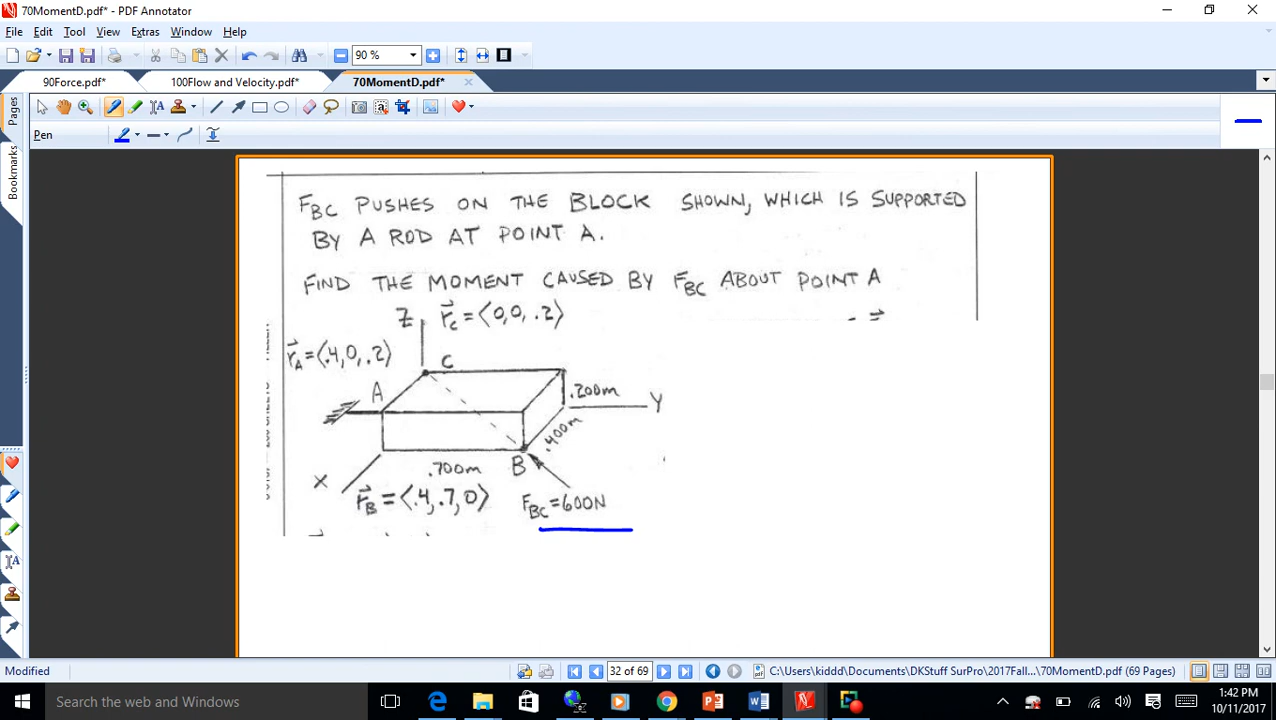 70MomentD.pdf* - PDF Annotator
File Edit Tool View Extras Window Help
90 %
90Force.pdf* 100Flow and Velocity.pdf* 70MomentD.pdf*
Pen
Pages
Bookmarks
FBC PUSHES ON THE BLOCK SHOWN, WHICH IS SUPPORTED
BY A ROD AT POINT A.
FIND THE MOMENT CAUSED BY FBC ABOUT POINT A
Z r⃗C = ⟨0, 0, .2⟩
r⃗A = ⟨.4, 0, .2⟩
C
A
.200m
Y
.400m
.700m
B
X
r⃗B = ⟨.4, .7, 0⟩
FBC = 600N
Modified
32 of 69
C:\Users\kiddd\Documents\DKStuff SurPro\2017Fall...\70MomentD.pdf (69 Pages)
Search the web and Windows
1:42 PM
10/11/2017